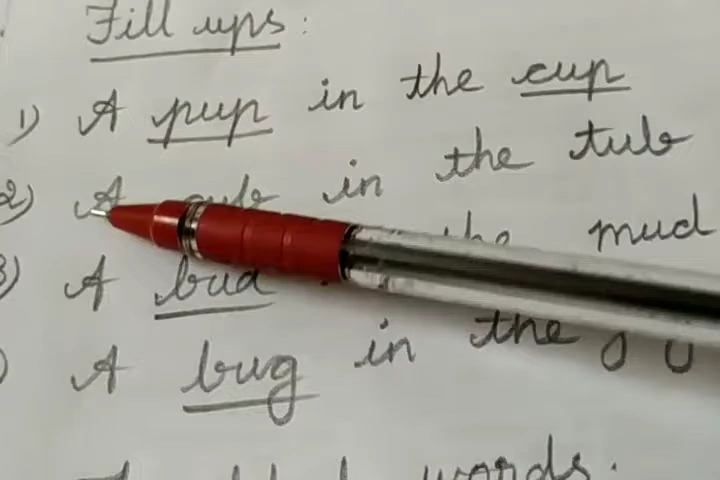 Fill ups:
1) A pup in the cup
2) A cub in the tub
3) A bud the mud
A bug in the
words.